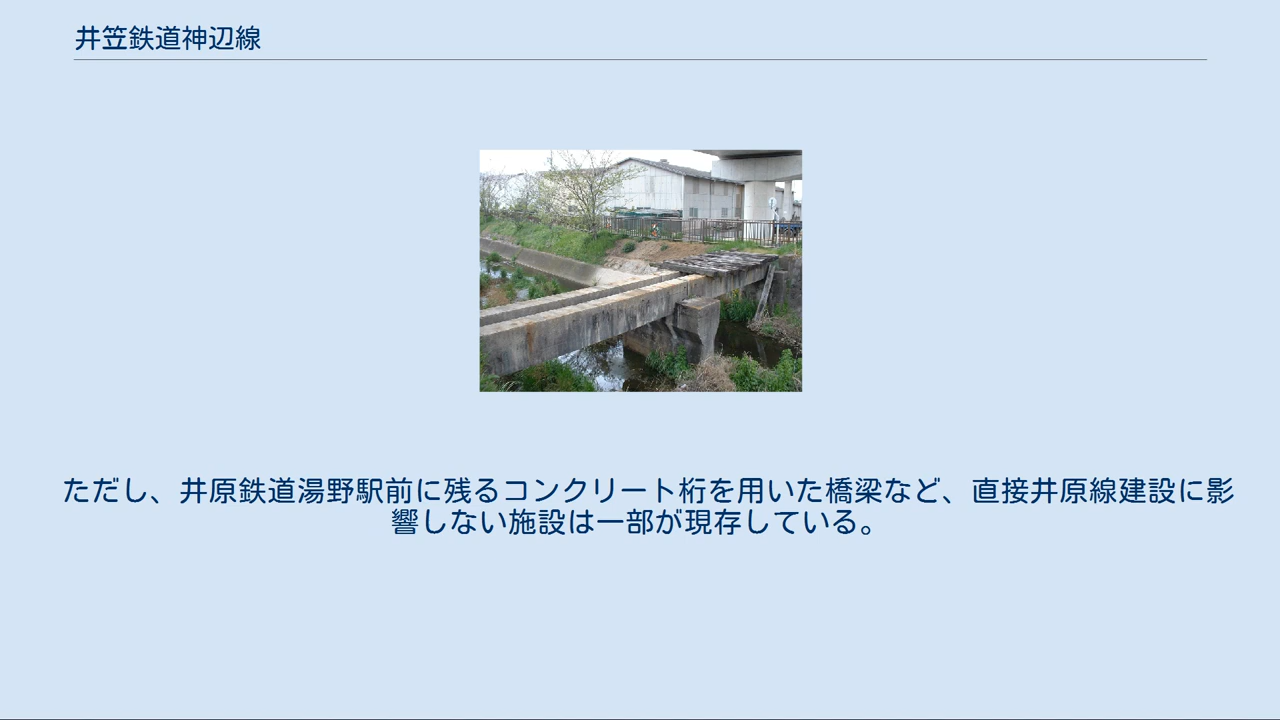 井笠鉄道神辺線
ただし、井原鉄道湯野駅前に残るコンクリート桁を用いた橋梁など、直接井原線建設に影
響しない施設は一部が現存している。